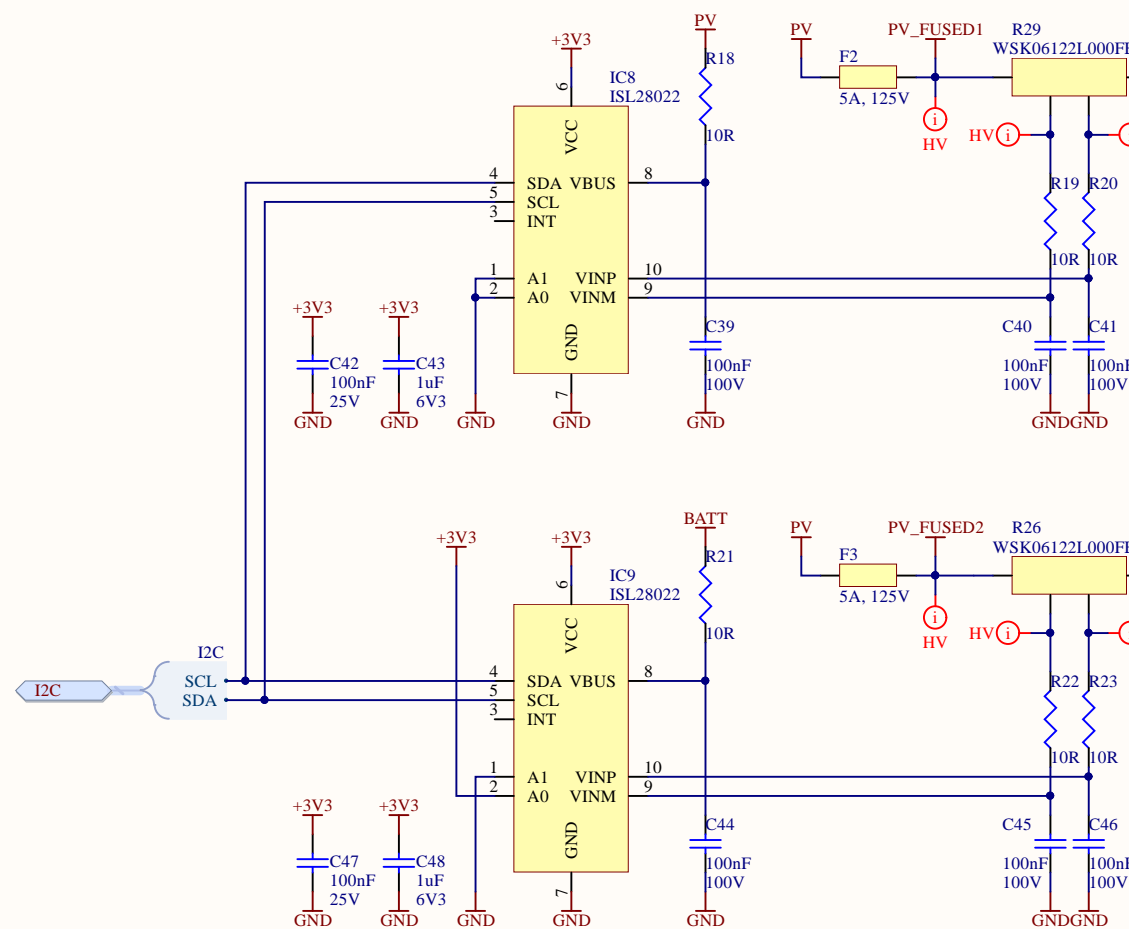 PV
PV
PV_FUSED1
R29
WSK06122L000FE
+3V3
R18
10R
F2
5A, 125V
HV
HV
IC8
ISL28022
6
VCC
4
SDA
VBUS
8
5
SCL
3
INT
1
A1
VINP
10
2
A0
VINM
9
GND
7
GND
R19
10R
R20
10R
+3V3
C42
100nF
25V
GND
+3V3
C43
1uF
6V3
GND
GND
C39
100nF
100V
GND
C40
100nF
100V
GND
C41
100nF
100V
GND
BATT
PV
PV_FUSED2
R26
WSK06122L000FE
+3V3
+3V3
R21
10R
F3
5A, 125V
HV
HV
IC9
ISL28022
6
VCC
I2C
I2C
SCL
SDA
4
SDA
VBUS
8
5
SCL
3
INT
1
A1
VINP
10
2
A0
VINM
9
GND
7
GND
R22
10R
R23
10R
+3V3
C47
100nF
25V
GND
+3V3
C48
1uF
6V3
GND
GND
C44
100nF
100V
GND
C45
100nF
100V
GND
C46
100nF
100V
GND